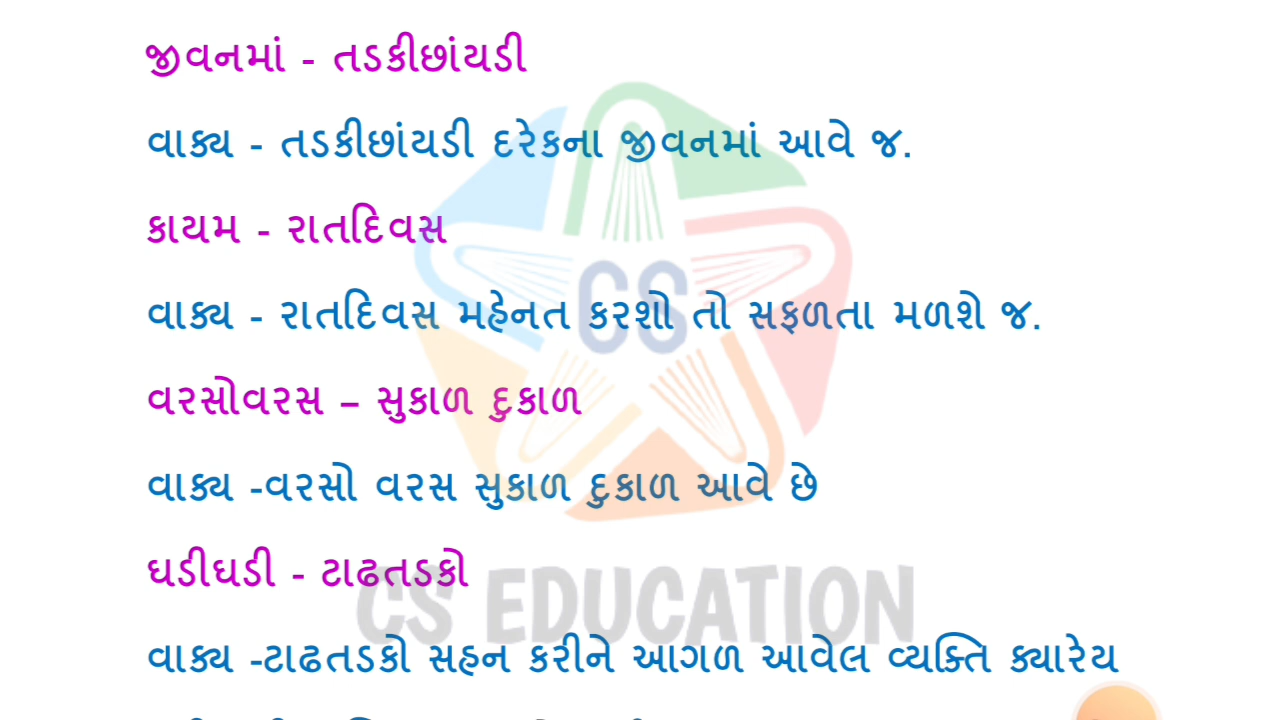 જીવનમાં - તડકીછાંયડી
વાક્ય - તડકીછાંયડી દરેકના જીવનમાં આવે જ.
કાયમ - રાતદિવસ
વાક્ય - રાતદિવસ મહેનત કરશો તો સફળતા મળશે જ.
વરસોવરસ – સુકાળ દુકાળ
વાક્ય -વરસો વરસ સુકાળ દુકાળ આવે છે
ઘડીઘડી - ટાઢતડકો
વાક્ય -ટાઢતડકો સહન કરીને આગળ આવેલ વ્યક્તિ ક્યારેય
CS
CS EDUCATION